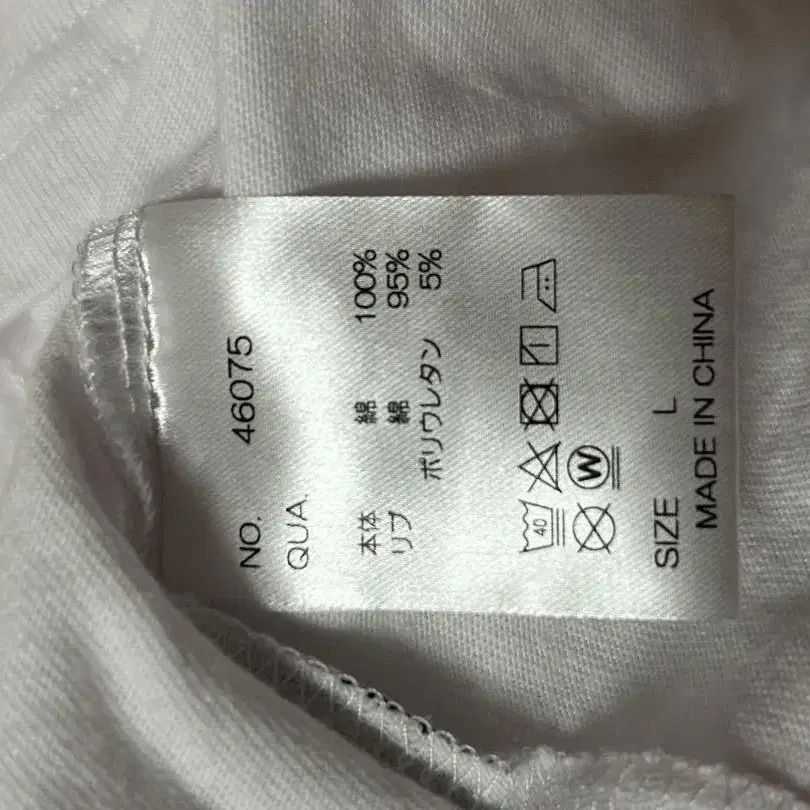 NO. 46075
QUA.
本体 綿 100%
リブ 綿 95%
ポリウレタン 5%
40
W
SIZE L
MADE IN CHINA